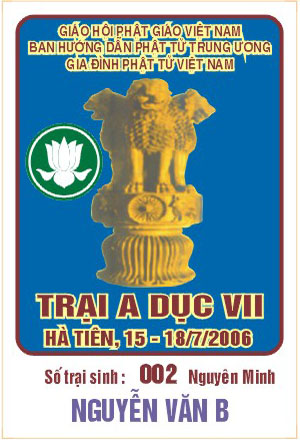 GIÁO HỘI PHẬT GIÁO VIỆT NAM
BAN HƯỚNG DẪN PHẬT TỬ TRUNG ƯƠNG
GIA ĐÌNH PHẬT TỬ VIỆT NAM
TRẠI A DỤC VII
HÀ TIÊN, 15 - 18/7/2006
Số trại sinh : 002 Nguyên Minh
NGUYỄN VĂN B